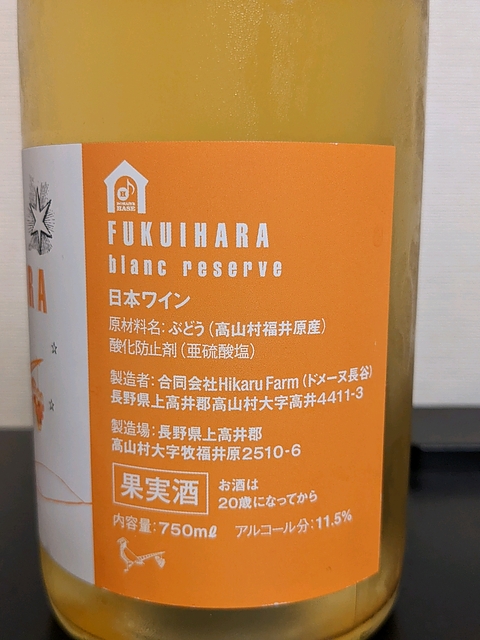 RA
HASE
FUKUIHARA
blanc reserve
日本ワイン
原材料名：ぶどう（高山村福井原産）
酸化防止剤（亜硫酸塩）
製造者：合同会社Hikaru Farm（ドメーヌ長谷）
長野県上高井郡高山村大字高井4411-3
製造場：長野県上高井郡
高山村大字牧福井原2510-6
果実酒
お酒は
20歳になってから
内容量：750mℓ アルコール分：11.5%